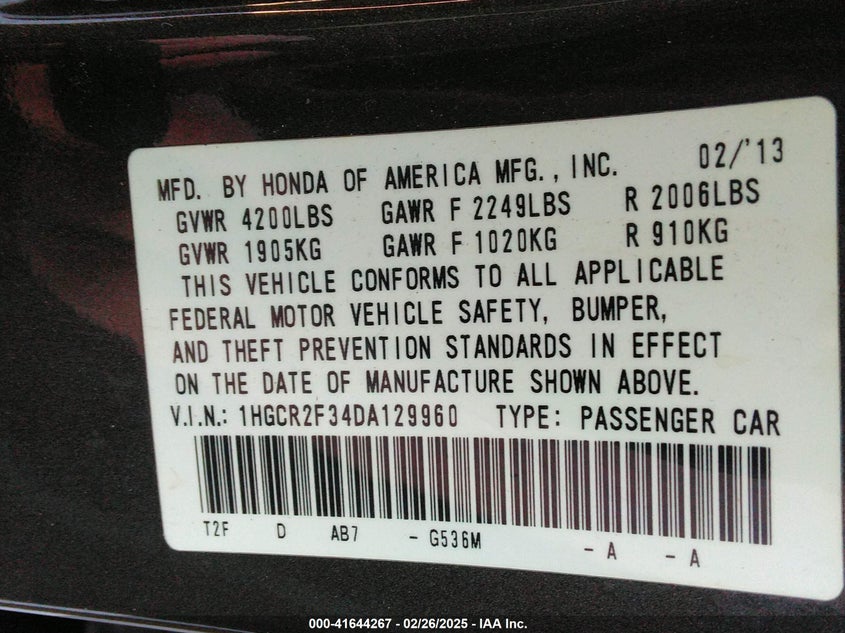 MFD. BY HONDA OF AMERICA MFG., INC. 02/'13
GVWR 4200LBS GAWR F 2249LBS R 2006LBS
GVWR 1905KG GAWR F 1020KG R 910KG
THIS VEHICLE CONFORMS TO ALL APPLICABLE
FEDERAL MOTOR VEHICLE SAFETY, BUMPER,
AND THEFT PREVENTION STANDARDS IN EFFECT
ON THE DATE OF MANUFACTURE SHOWN ABOVE.
V.I.N.: 1HGCR2F34DA129960 TYPE: PASSENGER CAR
T2F D AB7 - G536M - A - A
000-41644267 - 02/26/2025 - IAA Inc.